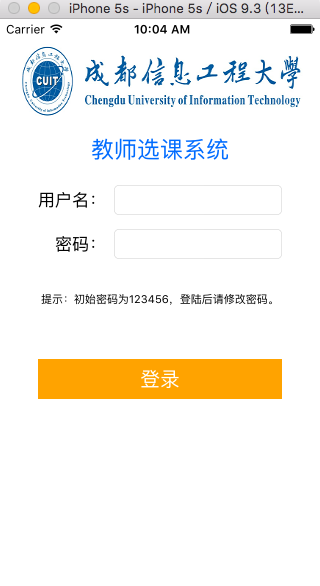 iPhone 5s - iPhone 5s / iOS 9.3 (13E...
Carrier 10:04 AM
CUIT
成都信息工程大學
Chengdu University of Information Technology
教师选课系统
用户名：
密码：
提示：初始密码为123456，登陆后请修改密码。
登录